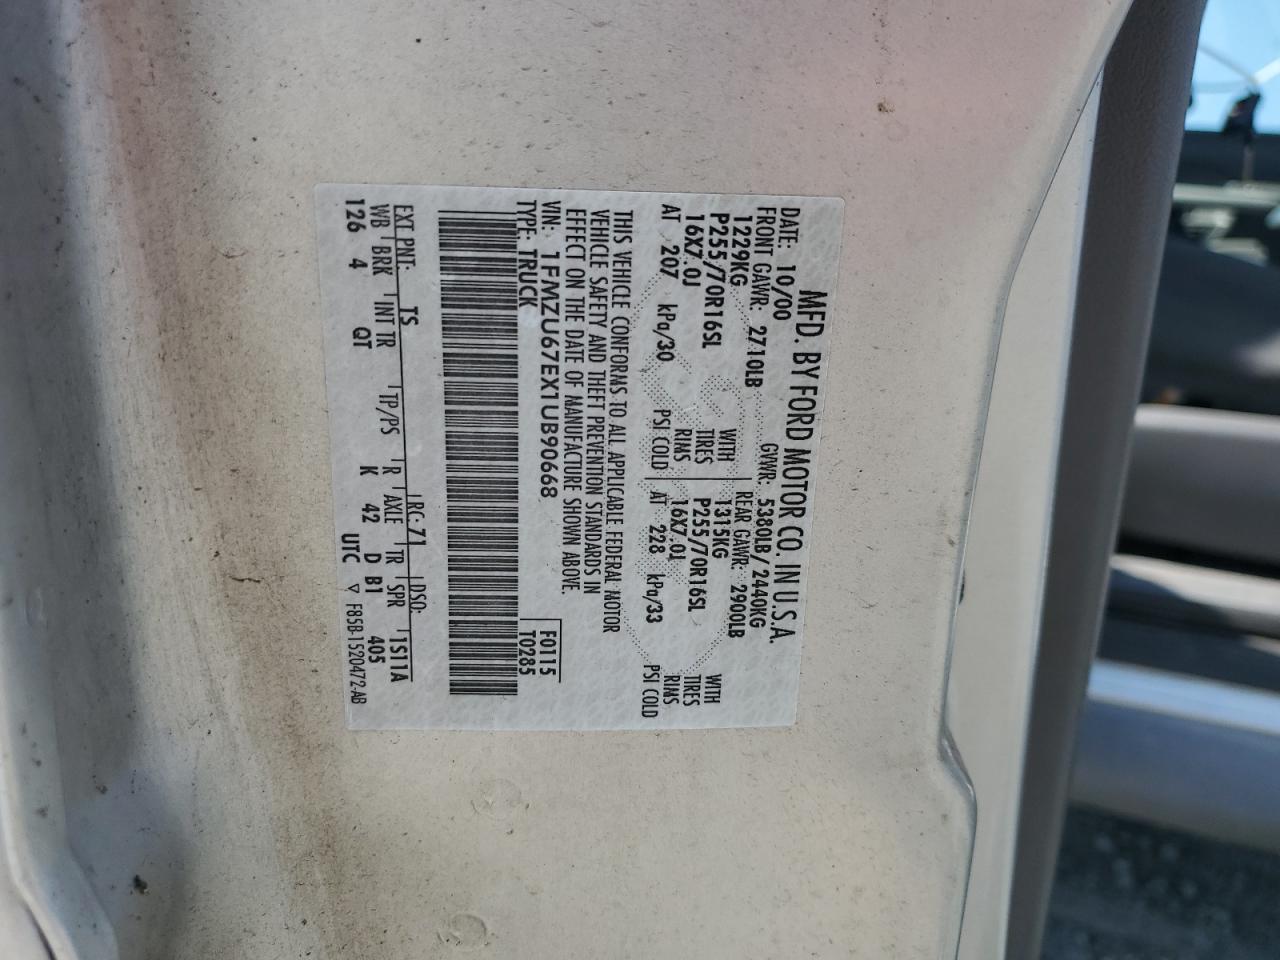 MFD. BY FORD MOTOR CO. IN U.S.A.
DATE: 10/00 GVWR: 5380LB/2440KG
FRONT GAWR: 2710LB REAR GAWR: 2900LB
1229KG WITH 1315KG WITH
P255/70R16SL TIRES P255/70R16SL TIRES
16X7.0J RIMS 16X7.0J RIMS
AT 207 kPa/30 PSI COLD AT 228 kPa/33 PSI COLD
THIS VEHICLE CONFORMS TO ALL APPLICABLE FEDERAL MOTOR
VEHICLE SAFETY AND THEFT PREVENTION STANDARDS IN
EFFECT ON THE DATE OF MANUFACTURE SHOWN ABOVE.
VIN: 1FMZU67EX1UB90668 F0115
TYPE: TRUCK T0285
EXT PNT: TS RC: 71 DSO: 1S11A
WB BRK INT TR TP/PS R AXLE TR SPR
126 4 QT K 42 D B1 405
UTC ▽ F85B-1520472-AB